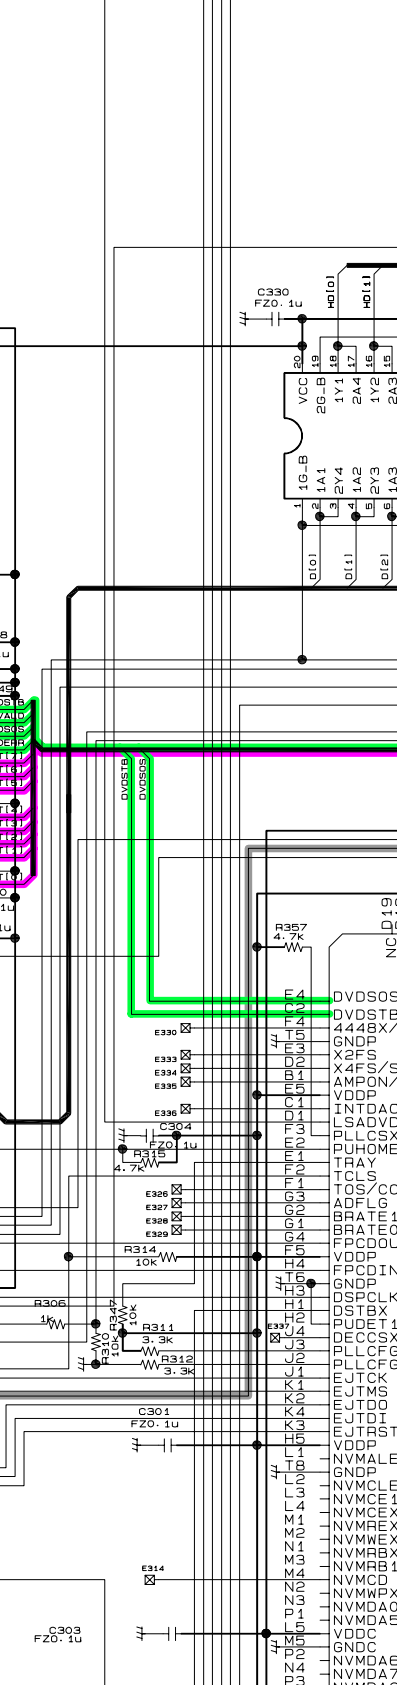 C330
FZ0.1u
HD[0]
HD[1]
20
19
18
17
16
15
VCC
2G_B
1Y1
2A4
1Y2
2A3
1G_B
1A1
2Y4
1A2
2Y3
1A3
1
2
3
4
5
6
D[0]
D[1]
D[2]
DVDSTB
DVDSOS
R357
4.7k
D19
NC
E4 DVDSOS
C2 DVDSTB
E330 F4 4448X/
T5 GNDP
E333 E3 X2FS
E334 D2 X4FS/S
E335 B1 AMPON/
E5 VDDP
E336 C1 INTDAC
D1 LSADVD
C304
FZ0.1u
F3 PLLCSX
E2 PUHOME
R315
4.7k
E1 TRAY
F2 TCLS
E326 F1 TOS/CC
E327 G3 ADFLG
E328 G2 BRATE1
E329 G1 BRATE0
G4 FPCDOU
R314
10k
F5 VDDP
H4 FPCDIN
T6 GNDP
H3 DSPCLK
R306
1k
R347
10k
H1 DSTBX
H2 PUDET1
R310
10k
R311
3.3k
E337
J4 DECCSX
J3 PLLCFG
R312
3.3k
J2 PLLCFG
J1 EJTCK
K1 EJTMS
K2 EJTDO
C301
FZ0.1u
K4 EJTDI
K3 EJTRST
H5 VDDP
L1 NVMALE
T8 GNDP
L2 NVMCLE
L3 NVMCE1
L4 NVMCEX
M1 NVMREX
M2 NVMWEX
N1 NVMRBX
M3 NVMRB1
E314 M4 NVMCD
N2 NVMWPX
N3 NVMDA0
P1 NVMDA5
C303
FZ0.1u
L5 VDDC
M5 GNDC
P2 NVMDA6
N4 NVMDA7
P3